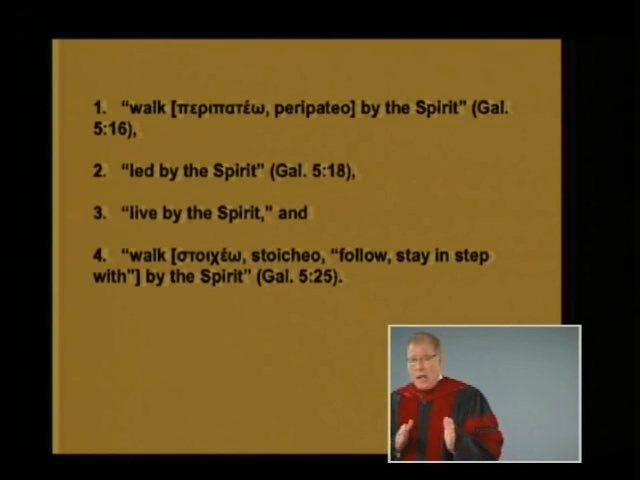 1. “walk [περιπατέω, peripateo] by the Spirit” (Gal.
5:16),
2. “led by the Spirit” (Gal. 5:18),
3. “live by the Spirit,” and
4. “walk [στοιχέω, stoicheo, “follow, stay in step
with”] by the Spirit” (Gal. 5:25).